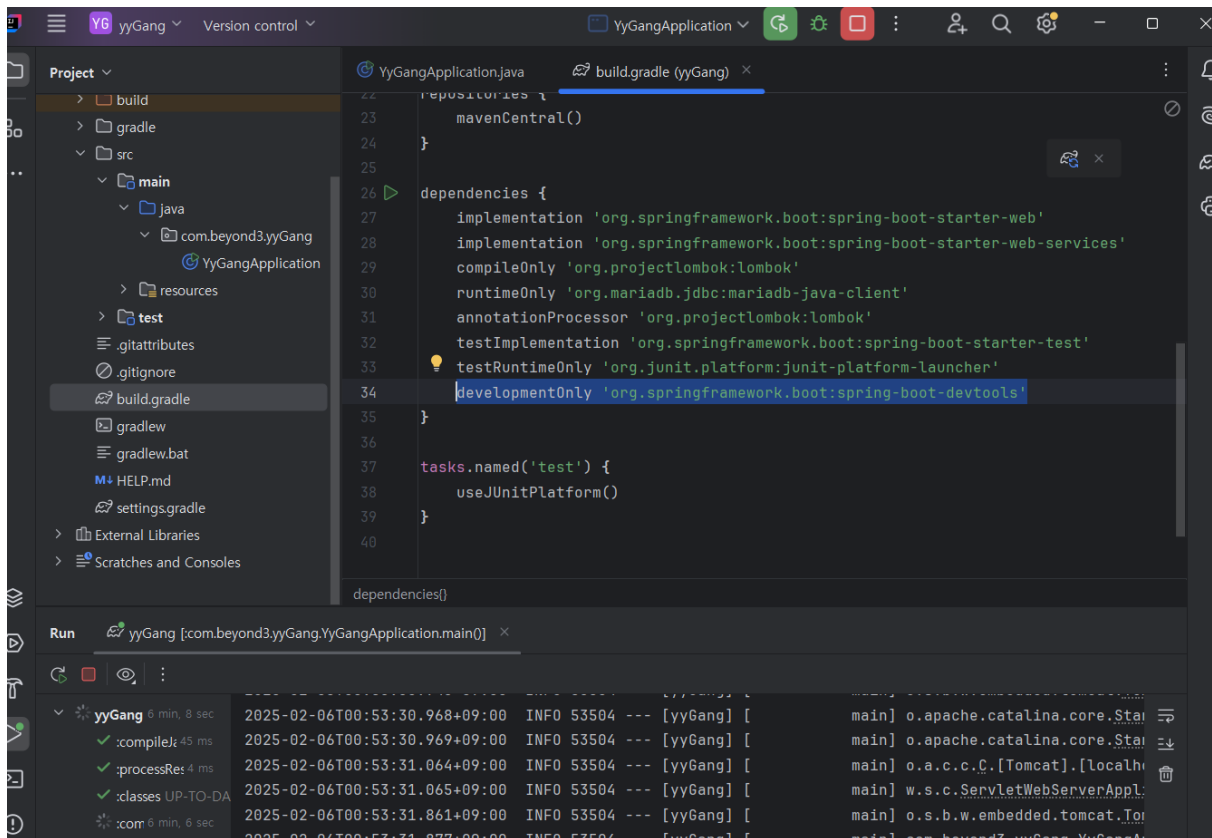 YG yyGang Version control YyGangApplication
Project
YyGangApplication.java build.gradle (yyGang)
build
gradle
src
main
java
com.beyond3.yyGang
YyGangApplication
resources
test
.gitattributes
.gitignore
build.gradle
gradlew
gradlew.bat
M↓ HELP.md
settings.gradle
External Libraries
Scratches and Consoles
22 repositories {
23 mavenCentral()
24 }
25
26 dependencies {
27 implementation 'org.springframework.boot:spring-boot-starter-web'
28 implementation 'org.springframework.boot:spring-boot-starter-web-services'
29 compileOnly 'org.projectlombok:lombok'
30 runtimeOnly 'org.mariadb.jdbc:mariadb-java-client'
31 annotationProcessor 'org.projectlombok:lombok'
32 testImplementation 'org.springframework.boot:spring-boot-starter-test'
33 testRuntimeOnly 'org.junit.platform:junit-platform-launcher'
34 developmentOnly 'org.springframework.boot:spring-boot-devtools'
35 }
36
37 tasks.named('test') {
38 useJUnitPlatform()
39 }
40
dependencies{}
Run yyGang [:com.beyond3.yyGang.YyGangApplication.main()]
yyGang 6 min, 8 sec
:compileJa 45 ms
:processRes 4 ms
:classes UP-TO-DA
:com 6 min, 6 sec
2025-02-06T00:53:30.968+09:00 INFO 53504 --- [yyGang] [ main] o.apache.catalina.core.Sta
2025-02-06T00:53:30.969+09:00 INFO 53504 --- [yyGang] [ main] o.apache.catalina.core.Sta
2025-02-06T00:53:31.064+09:00 INFO 53504 --- [yyGang] [ main] o.a.c.c.C.[Tomcat].[localh
2025-02-06T00:53:31.065+09:00 INFO 53504 --- [yyGang] [ main] w.s.c.ServletWebServerAppl
2025-02-06T00:53:31.861+09:00 INFO 53504 --- [yyGang] [ main] o.s.b.w.embedded.tomcat.Tom